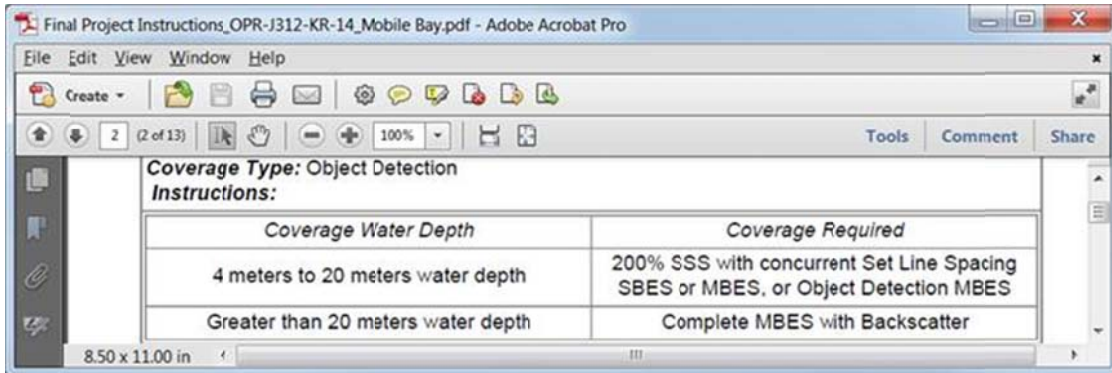 Final Project Instructions_OPR-J312-KR-14_Mobile Bay.pdf - Adobe Acrobat Pro
File Edit View Window Help
Create
2 (2 of 13) 100% Tools Comment Share
Coverage Type: Object Detection
Instructions:
Coverage Water Depth Coverage Required
4 meters to 20 meters water depth 200% SSS with concurrent Set Line Spacing
SBES or MBES, or Object Detection MBES
Greater than 20 meters water depth Complete MBES with Backscatter
8.50 x 11.00 in